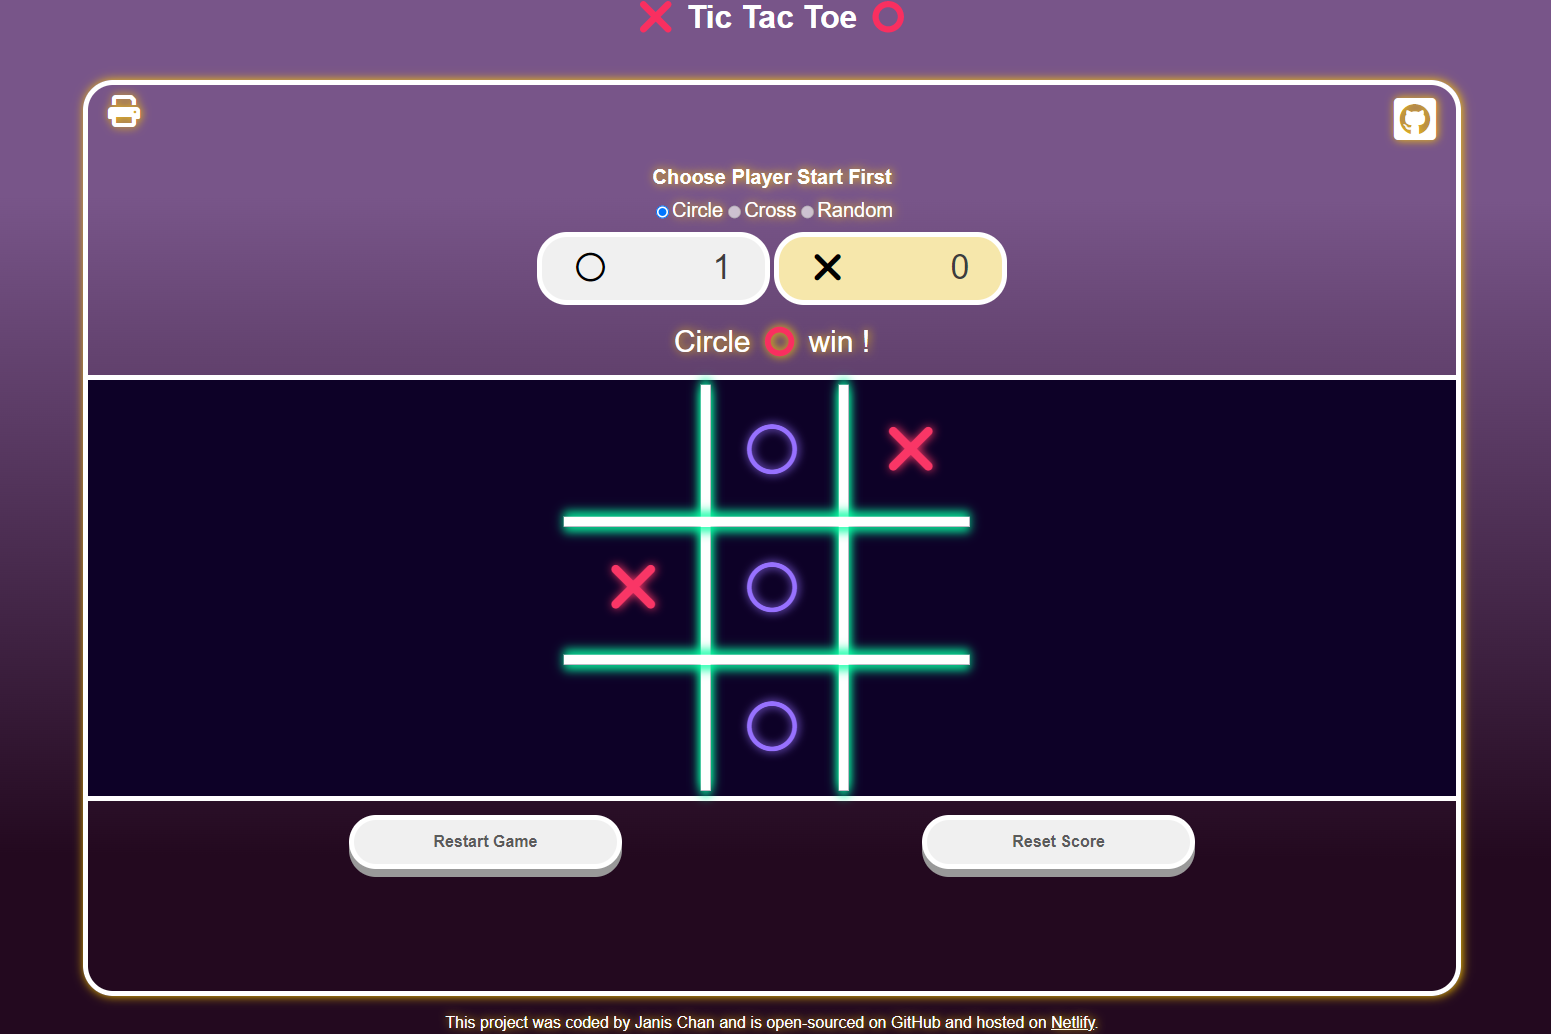 Tic Tac Toe
Choose Player Start First
Circle Cross Random
1 0
Circle win !
Restart Game Reset Score
This project was coded by Janis Chan and is open-sourced on GitHub and hosted on Netlify.